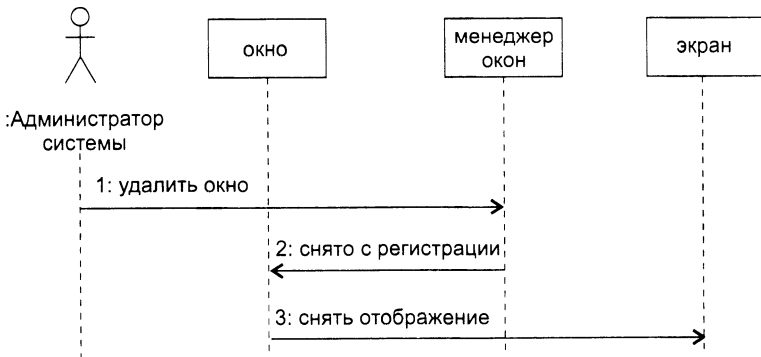 окно
менеджер
окон
экран
:Администратор
системы
1: удалить окно
2: снято с регистрации
3: снять отображение